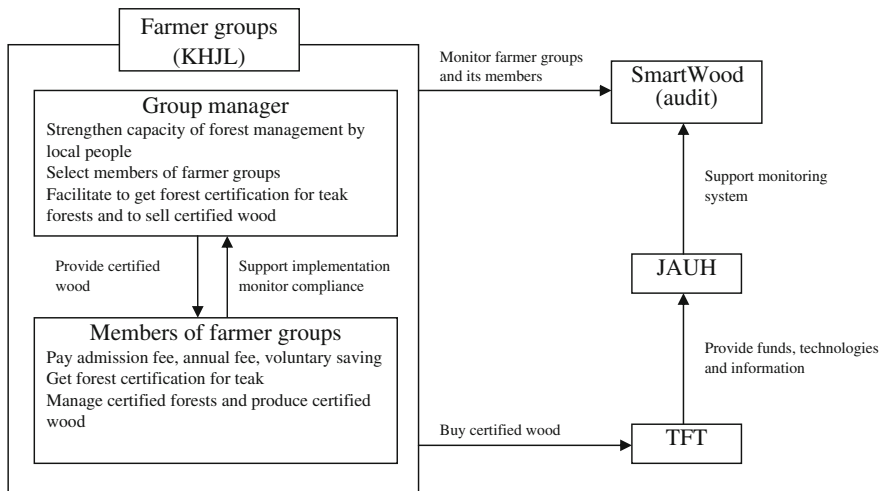 Farmer groups
(KHJL)
Group manager
Strengthen capacity of forest management by
local people
Select members of farmer groups
Facilitate to get forest certification for teak
forests and to sell certified wood
Provide certified
wood
Support implementation
monitor compliance
Members of farmer groups
Pay admission fee, annual fee, voluntary saving
Get forest certification for teak
Manage certified forests and produce certified
wood
Monitor farmer groups
and its members
SmartWood
(audit)
Support monitoring
system
JAUH
Provide funds, technologies
and information
Buy certified wood
TFT